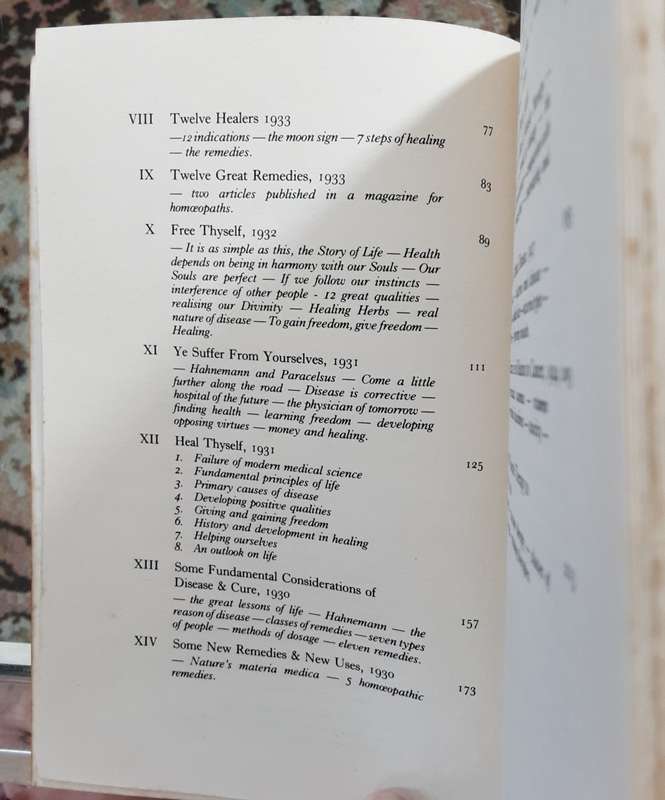 VIII Twelve Healers 1933 77
—12 indications — the moon sign — 7 steps of healing
— the remedies.
IX Twelve Great Remedies, 1933 83
— two articles published in a magazine for
homœopaths.
X Free Thyself, 1932 89
— It is as simple as this, the Story of Life — Health
depends on being in harmony with our Souls — Our
Souls are perfect — If we follow our instincts —
interference of other people - 12 great qualities —
realising our Divinity — Healing Herbs — real
nature of disease — To gain freedom, give freedom —
Healing.
XI Ye Suffer From Yourselves, 1931 111
— Hahnemann and Paracelsus — Come a little
further along the road — Disease is corrective —
hospital of the future — the physician of tomorrow —
finding health — learning freedom — developing
opposing virtues — money and healing.
XII Heal Thyself, 1931 125
1. Failure of modern medical science
2. Fundamental principles of life
3. Primary causes of disease
4. Developing positive qualities
5. Giving and gaining freedom
6. History and development in healing
7. Helping ourselves
8. An outlook on life
XIII Some Fundamental Considerations of
Disease & Cure, 1930 157
— the great lessons of life — Hahnemann — the
reason of disease — classes of remedies — seven types
of people — methods of dosage — eleven remedies.
XIV Some New Remedies & New Uses, 1930 173
— Nature's materia medica — 5 homœopathic
remedies.